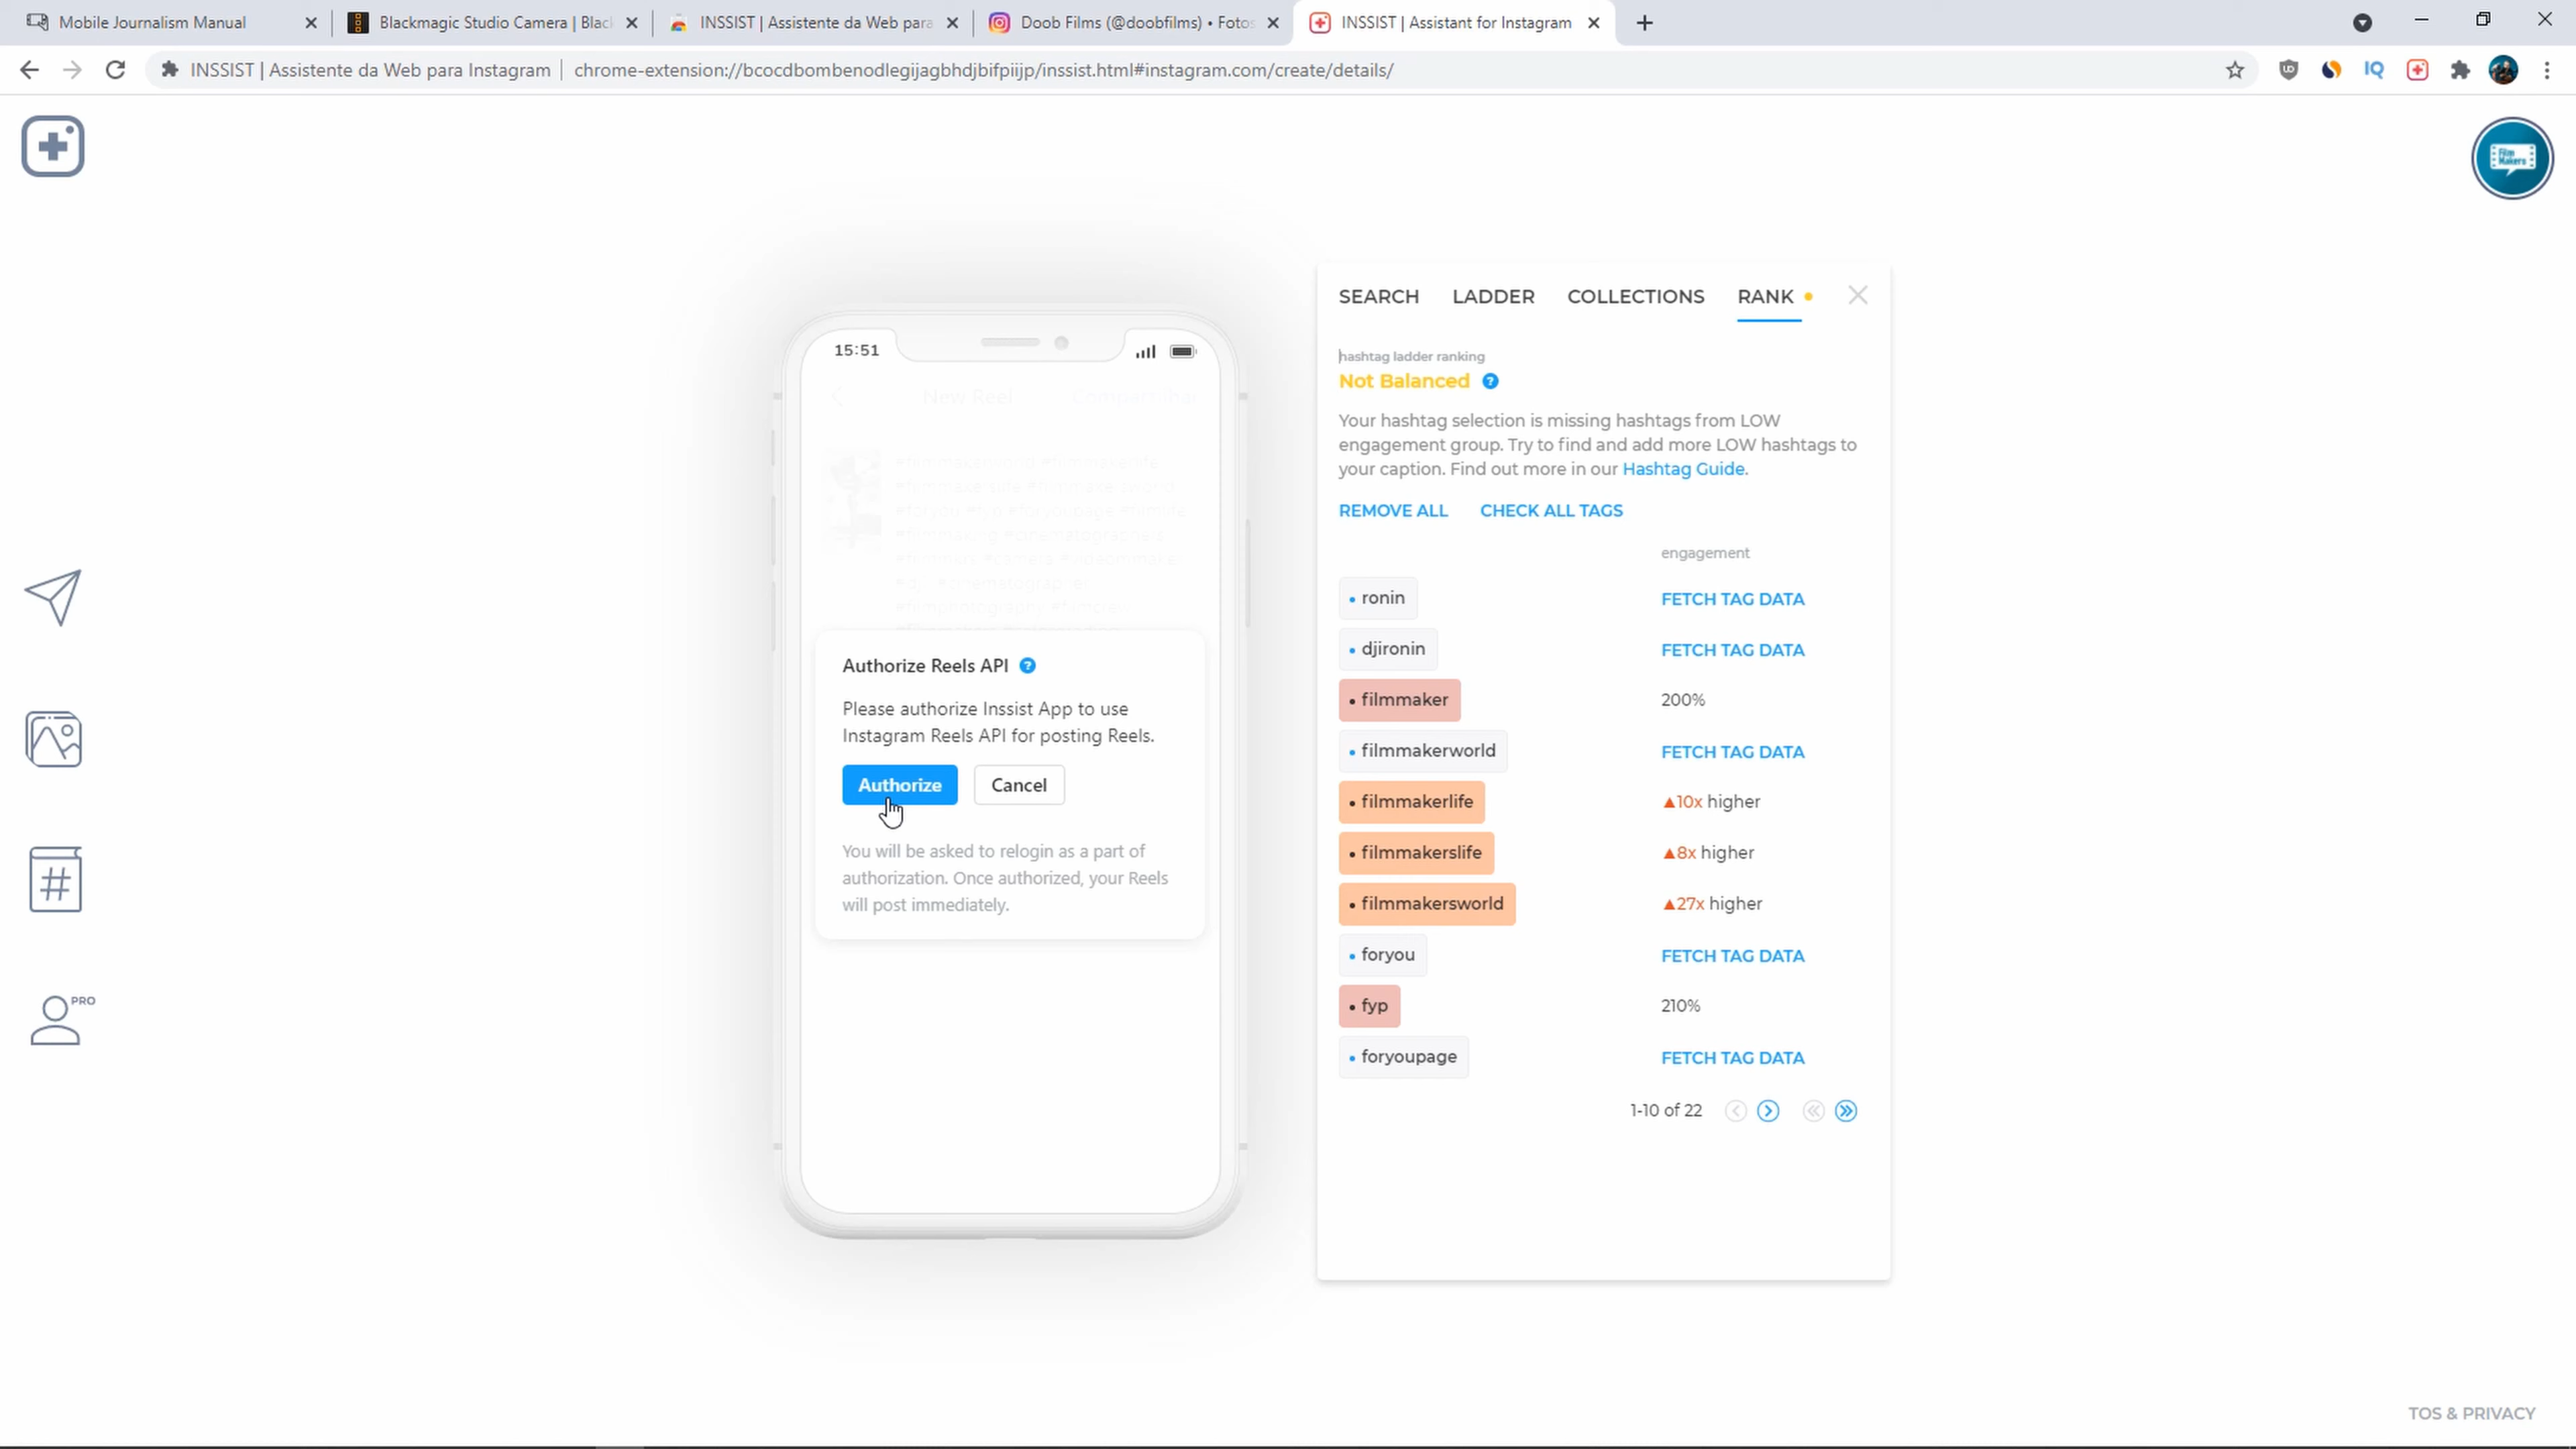 Mobile Journalism Manual
Blackmagic Studio Camera | Blac
INSSIST | Assistente da Web para
Doob Films (@doobfilms) • Fotos
INSSIST | Assistant for Instagram
INSSIST | Assistente da Web para Instagram
chrome-extension://bcocdbombenodlegijagbhdjbifpiijp/inssist.html#instagram.com/create/details/
IQ
Film
Makers
15:51
New Reel
SEARCH LADDER COLLECTIONS RANK
hashtag ladder ranking
Not Balanced ?
Your hashtag selection is missing hashtags from LOW
engagement group. Try to find and add more LOW hashtags to
your caption. Find out more in our Hashtag Guide.
REMOVE ALL CHECK ALL TAGS
engagement
• ronin FETCH TAG DATA
• djironin FETCH TAG DATA
• filmmaker 200%
• filmmakerworld FETCH TAG DATA
• filmmakerlife ▲10x higher
• filmmakerslife ▲8x higher
• filmmakersworld ▲27x higher
• foryou FETCH TAG DATA
• fyp 210%
• foryoupage FETCH TAG DATA
1-10 of 22
Authorize Reels API ?
Please authorize Inssist App to use
Instagram Reels API for posting Reels.
Authorize Cancel
You will be asked to relogin as a part of
authorization. Once authorized, your Reels
will post immediately.
#
PRO
TOS & PRIVACY